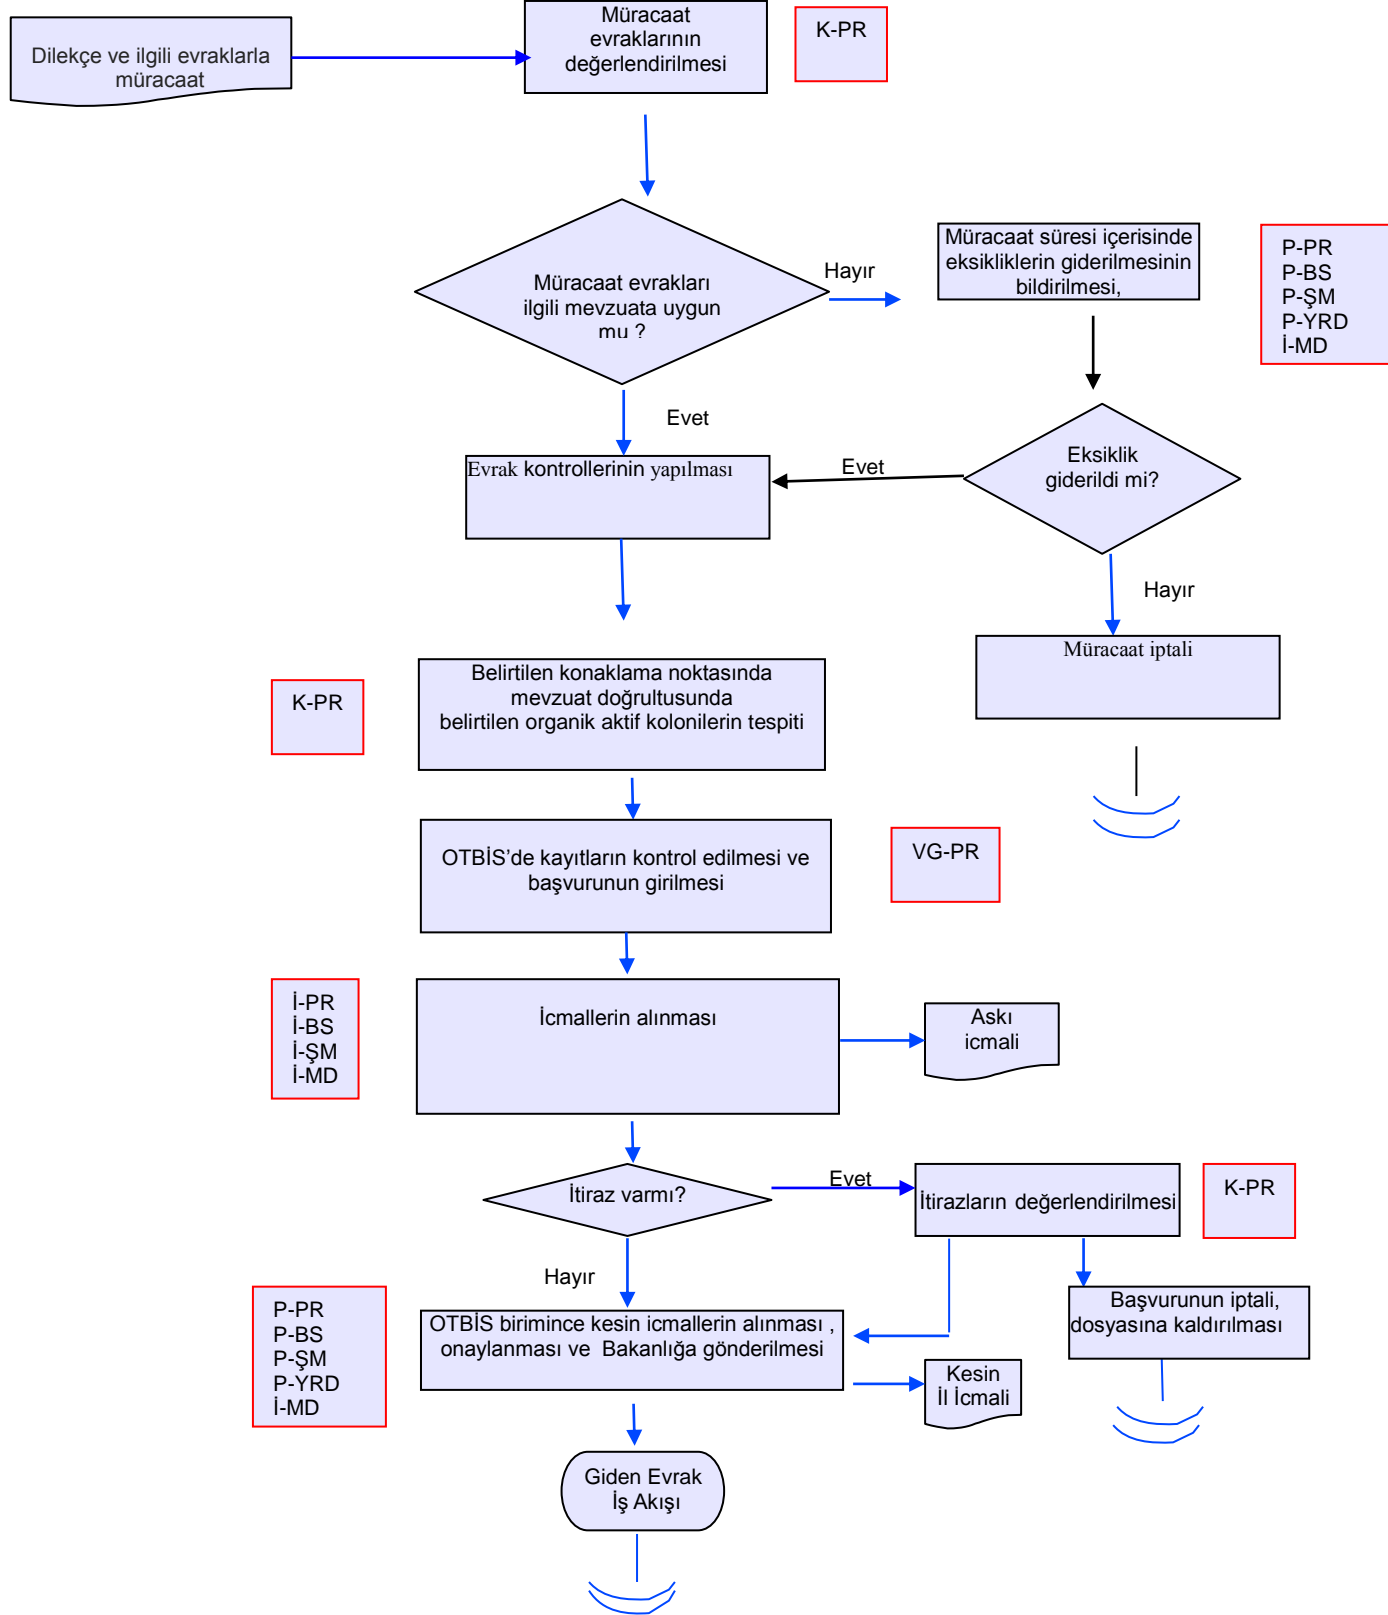 Dilekçe ve ilgili evraklarla
müracaat
Müracaat
evraklarının
değerlendirilmesi
K-PR
Müracaat evrakları
ilgili mevzuata uygun
mu ?
Hayır
Müracaat süresi içerisinde
eksikliklerin giderilmesinin
bildirilmesi,
P-PR
P-BS
P-ŞM
P-YRD
İ-MD
Evet
Evrak kontrollerinin yapılması
Evet
Eksiklik
giderildi mi?
Hayır
Müracaat iptali
K-PR
Belirtilen konaklama noktasında
mevzuat doğrultusunda
belirtilen organik aktif kolonilerin tespiti
OTBİS’de kayıtların kontrol edilmesi ve
başvurunun girilmesi
VG-PR
İ-PR
İ-BS
İ-ŞM
İ-MD
İcmallerin alınması
Askı
icmali
İtiraz varmı?
Evet
İtirazların değerlendirilmesi
K-PR
Hayır
P-PR
P-BS
P-ŞM
P-YRD
İ-MD
OTBİS birimince kesin icmallerin alınması ,
onaylanması ve Bakanlığa gönderilmesi
Başvurunun iptali,
dosyasına kaldırılması
Kesin
İl İcmali
Giden Evrak
İş Akışı